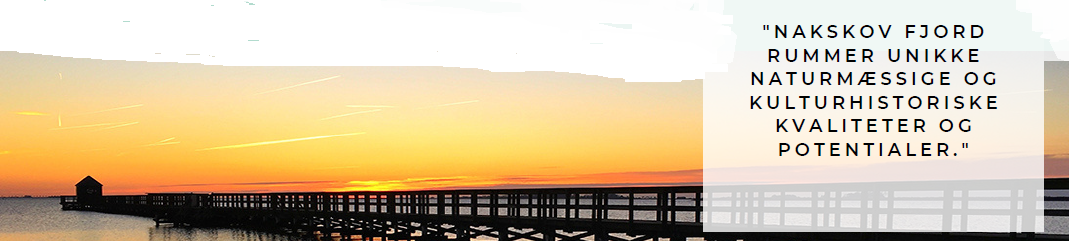 "NAKSKOV FJORD
RUMMER UNIKKE
NATURMÆSSIGE OG
KULTURHISTORISKE
KVALITETER OG
POTENTIALER."